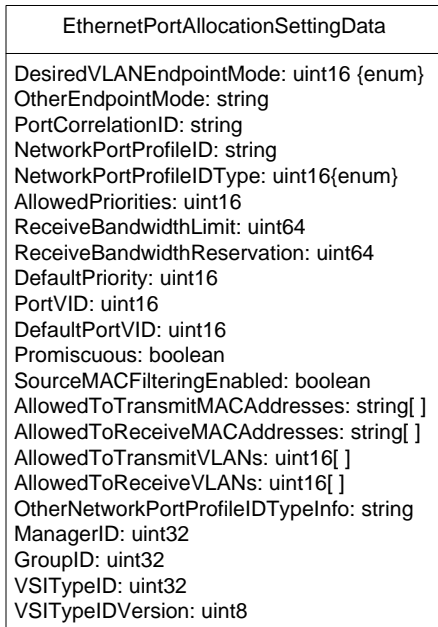 EthernetPortAllocationSettingData
DesiredVLANEndpointMode: uint16 {enum}
OtherEndpointMode: string
PortCorrelationID: string
NetworkPortProfileID: string
NetworkPortProfileIDType: uint16{enum}
AllowedPriorities: uint16
ReceiveBandwidthLimit: uint64
ReceiveBandwidthReservation: uint64
DefaultPriority: uint16
PortVID: uint16
DefaultPortVID: uint16
Promiscuous: boolean
SourceMACFilteringEnabled: boolean
AllowedToTransmitMACAddresses: string[ ]
AllowedToReceiveMACAddresses: string[ ]
AllowedToTransmitVLANs: uint16[ ]
AllowedToReceiveVLANs: uint16[ ]
OtherNetworkPortProfileIDTypeInfo: string
ManagerID: uint32
GroupID: uint32
VSITypeID: uint32
VSITypeIDVersion: uint8